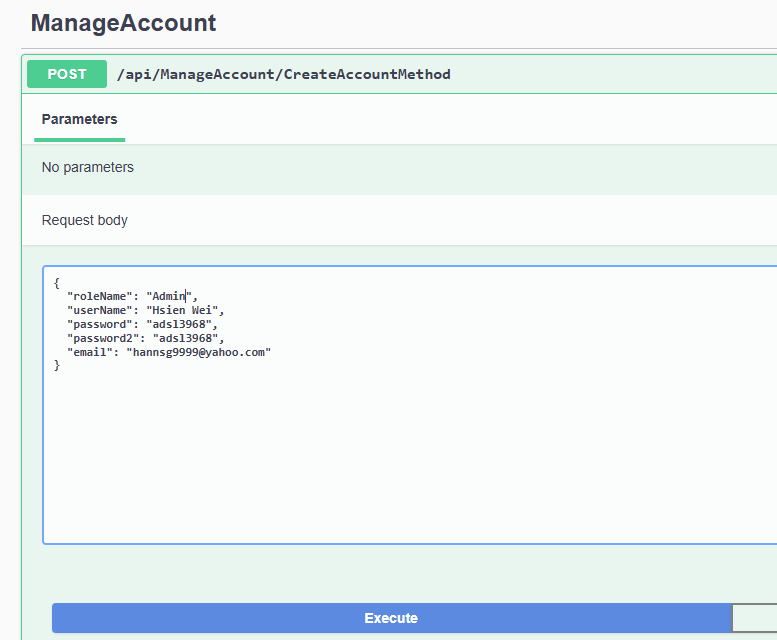 ManageAccount
POST /api/ManageAccount/CreateAccountMethod
Parameters
No parameters
Request body
{
"roleName": "Admin",
"userName": "Hsien Wei",
"password": "adsl3968",
"password2": "adsl3968",
"email": "hannsg9999@yahoo.com"
}
Execute